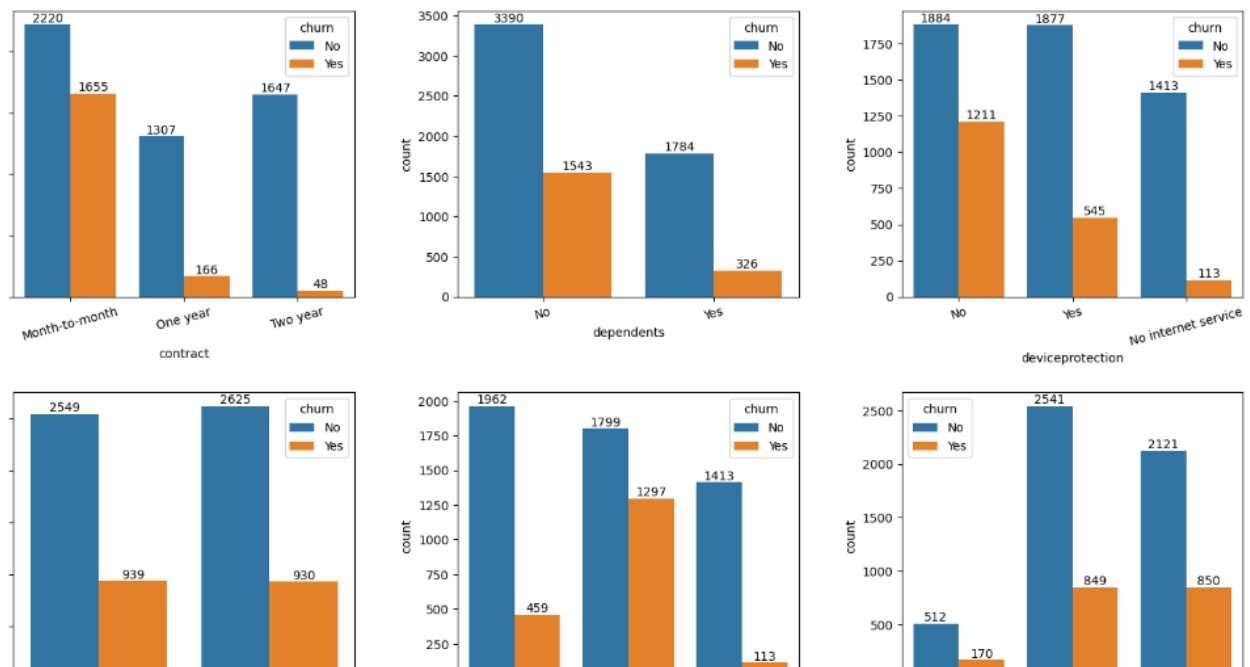 2220
1655
1307
166
1647
48
churn
No
Yes
Month-to-month
One year
Two year
contract
3500
3000
2500
2000
1500
1000
500
0
count
3390
1543
1784
326
churn
No
Yes
No
Yes
dependents
1750
1500
1250
1000
750
500
250
0
count
1884
1211
1877
545
1413
113
churn
No
Yes
No
Yes
No internet service
deviceprotection
2549
939
2625
930
churn
No
Yes
2000
1750
1500
1250
1000
750
500
250
count
1962
459
1799
1297
1413
113
churn
No
Yes
2500
2000
1500
1000
500
count
churn
No
Yes
512
170
2541
849
2121
850